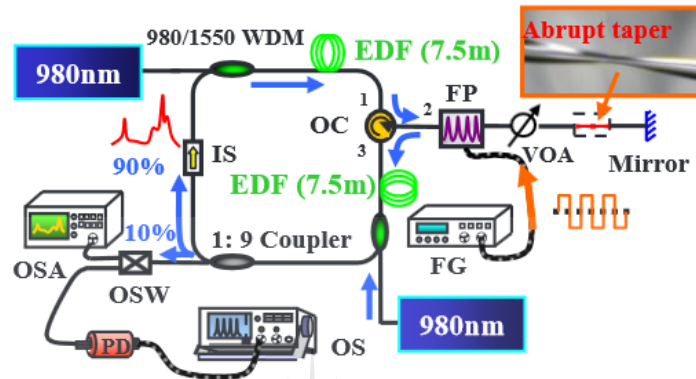 Abrupt taper
980/1550 WDM
EDF (7.5m)
980nm
1
FP
OC
2
IS
3
VOA
Mirror
90%
EDF (7.5m)
10%
1: 9 Coupler
OSA
OSW
FG
980nm
PD
OS